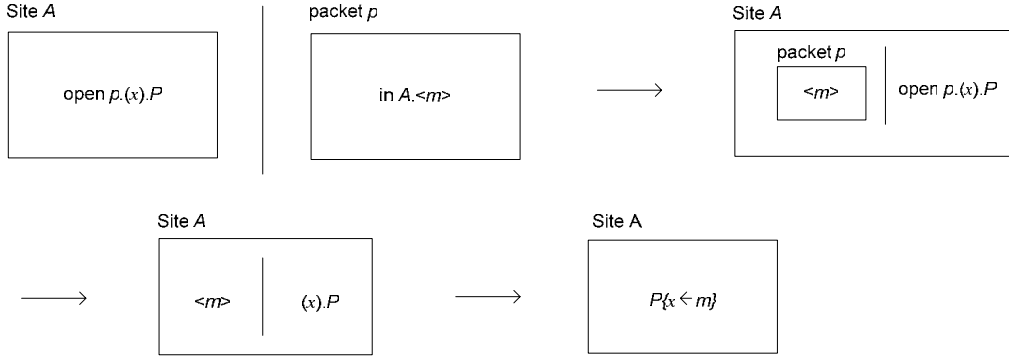 Site A
packet p
Site A
open p.(x).P
in A.<m>
packet p
<m>
open p.(x).P
Site A
Site A
<m>
(x).P
P{x←m}